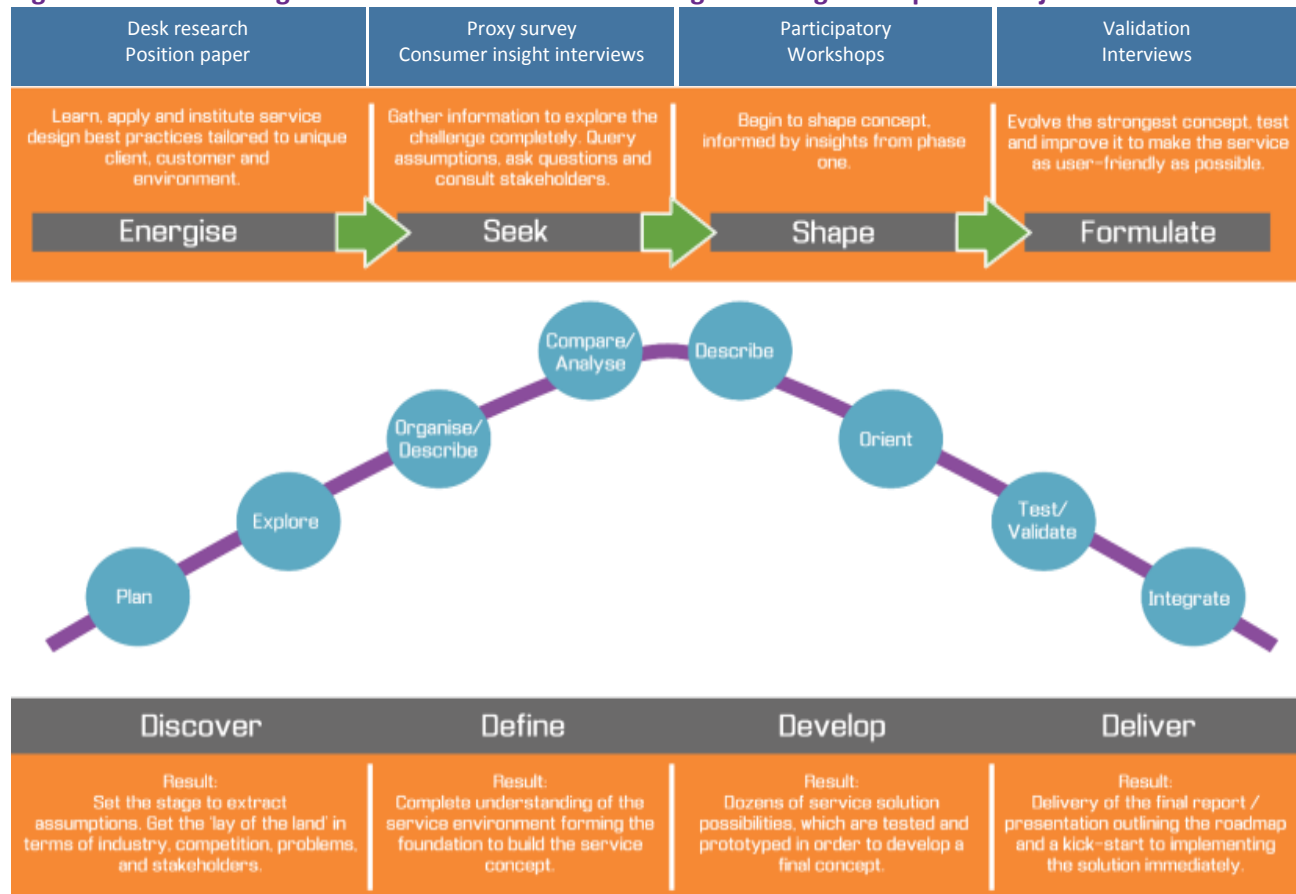 Desk research
Position paper
Proxy survey
Consumer insight interviews
Participatory
Workshops
Validation
Interviews
Learn, apply and institute service
design best practices tailored to unique
client, customer and
environment.
Gather information to explore the
challenge completely. Query
assumptions, ask questions and
consult stakeholders.
Begin to shape concept,
informed by insights from phase
one.
Evolve the strongest concept, test
and improve it to make the service
as user-friendly as possible.
Energise
Seek
Shape
Formulate
Compare/
Analyse
Describe
Organise/
Describe
Orient
Explore
Test/
Validate
Plan
Integrate
Discover
Define
Develop
Deliver
Result:
Set the stage to extract
assumptions. Get the 'lay of the land' in
terms of industry, competition, problems,
and stakeholders.
Result:
Complete understanding of the
service environment forming the
foundation to build the service
concept.
Result:
Dozens of service solution
possibilities, which are tested and
prototyped in order to develop a
final concept.
Result:
Delivery of the final report /
presentation outlining the roadmap
and a kick-start to implementing
the solution immediately.